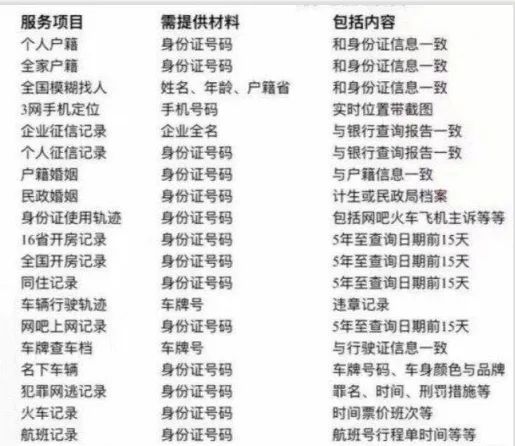 服务项目 需提供材料 包括内容
个人户籍 身份证号码 和身份证信息一致
全家户籍 身份证号码 和身份证信息一致
全国模糊找人 姓名、年龄、户籍省 和身份证信息一致
3网手机定位 手机号码 实时位置带截图
企业征信记录 企业全名 与银行查询报告一致
个人征信记录 身份证号码 与银行查询报告一致
户籍婚姻 身份证号码 与户籍信息一致
民政婚姻 身份证号码 计生或民政局档案
身份证使用轨迹 身份证号码 包括网吧火车飞机主诉等等
16省开房记录 身份证号码 5年至查询日期前15天
全国开房记录 身份证号码 5年至查询日期前15天
同住记录 身份证号码 5年至查询日期前15天
车辆行驶轨迹 车牌号 违章记录
网吧上网记录 身份证号码 5年至查询日期前15天
车牌查车档 车牌号 与行驶证信息一致
名下车辆 身份证号码 车牌号码、车身颜色与品牌
犯罪网逃记录 身份证号码 罪名、时间、刑罚措施等
火车记录 身份证号码 时间票价班次等
航班记录 身份证号码 航班号行程单时间等等